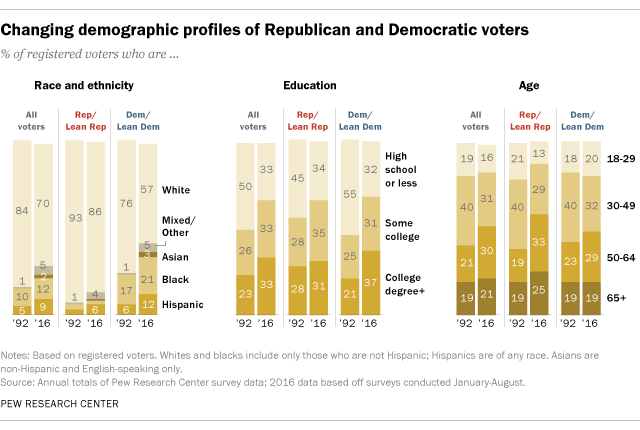 Changing demographic profiles of Republican and Democratic voters
% of registered voters who are ...
Race and ethnicity
Education
Age
All voters
Rep/ Lean Rep
Dem/ Lean Dem
All voters
Rep/ Lean Rep
Dem/ Lean Dem
All voters
Rep/ Lean Rep
Dem/ Lean Dem
84 70 93 86 76 57
White
5 4 5
Mixed/ Other
1 2 1 3
Asian
10 12 1 17 21
Black
5 9 6 6 12
Hispanic
'92 '16 '92 '16 '92 '16
50 33 45 34 55 32
High school or less
26 33 28 35 25 31
Some college
23 33 28 31 21 37
College degree+
'92 '16 '92 '16 '92 '16
19 16 21 13 18 20
18-29
40 31 40 29 40 32
30-49
21 30 19 33 23 29
50-64
19 21 19 25 19 19
65+
'92 '16 '92 '16 '92 '16
Notes: Based on registered voters. Whites and blacks include only those who are not Hispanic; Hispanics are of any race. Asians are
non-Hispanic and English-speaking only.
Source: Annual totals of Pew Research Center survey data; 2016 data based off surveys conducted January-August.
PEW RESEARCH CENTER